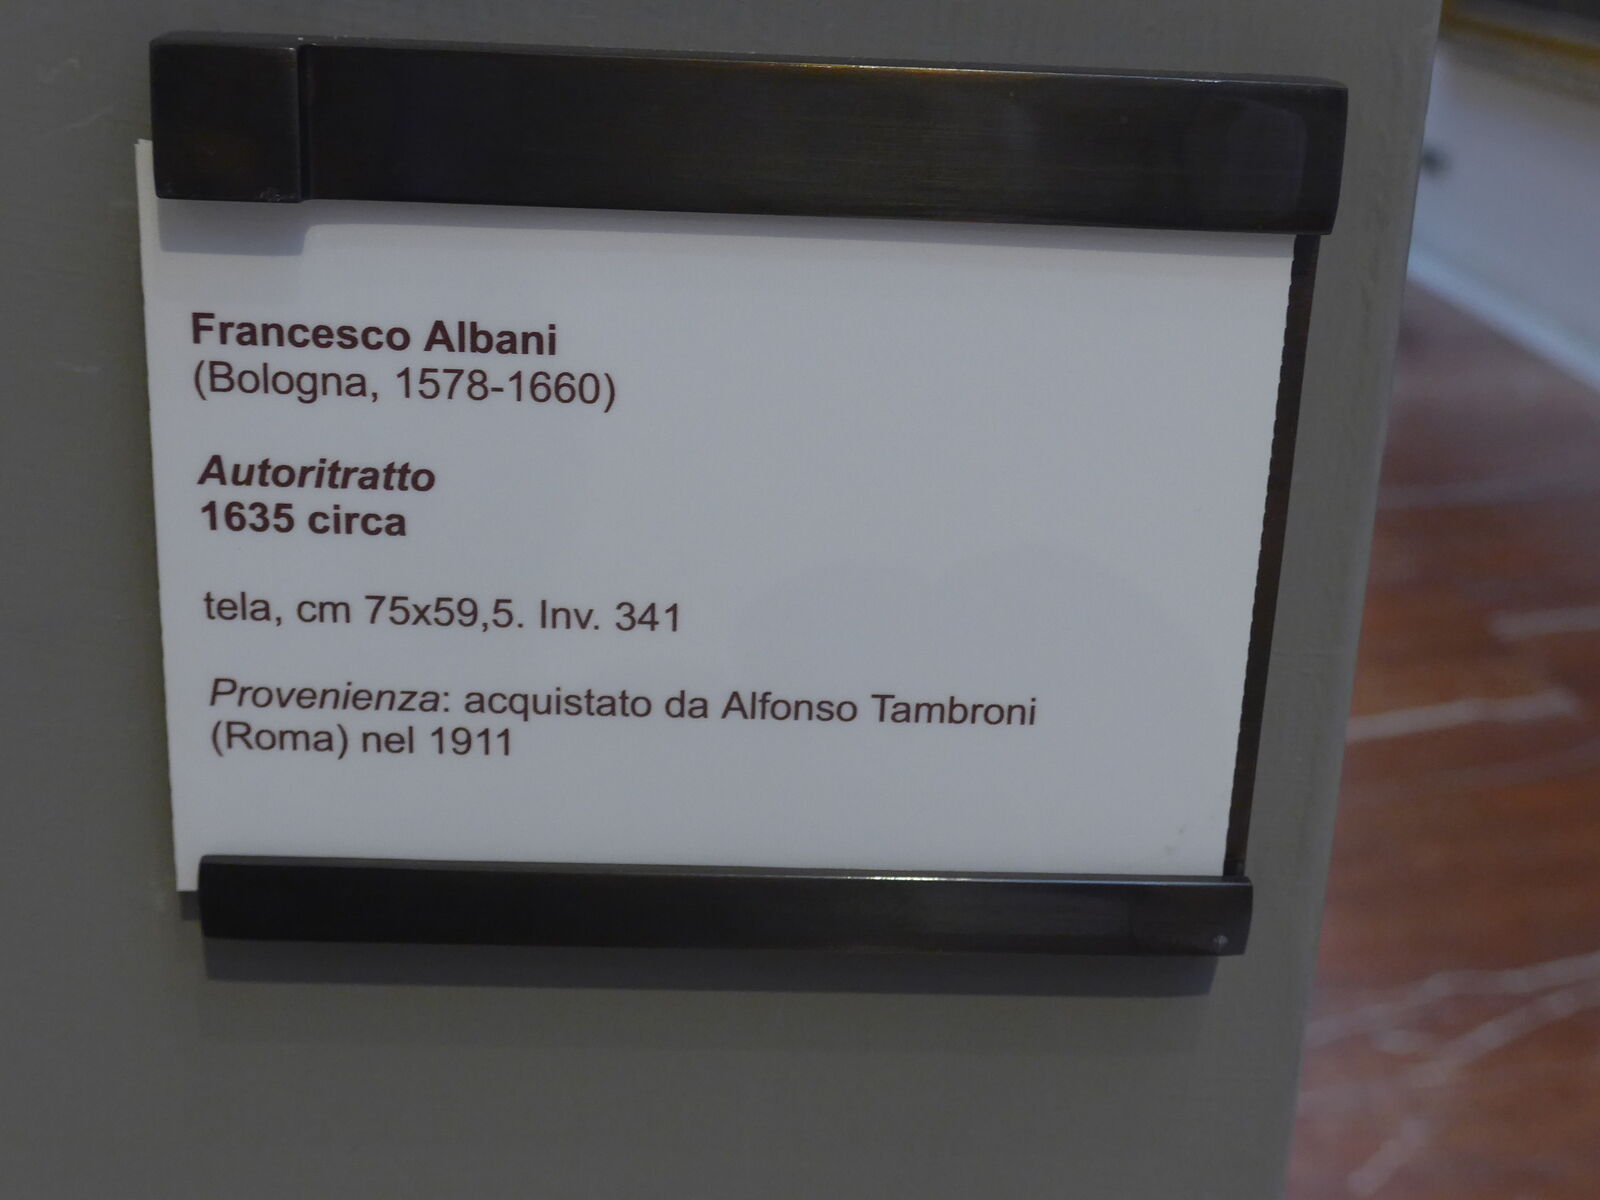 Francesco Albani
(Bologna, 1578-1660)
Autoritratto
1635 circa
tela, cm 75x59,5. Inv. 341
Provenienza: acquistato da Alfonso Tambroni
(Roma) nel 1911